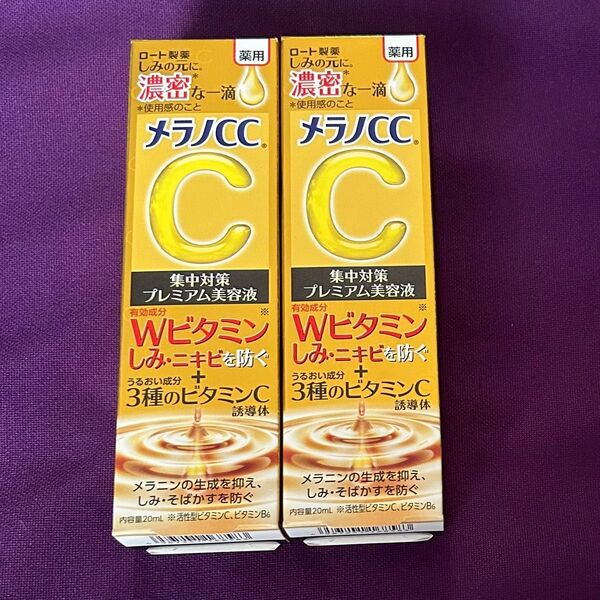 ロート製薬
薬用
しみの元に。
濃密*な一滴
*使用感のこと
メラノCC®
C
集中対策
プレミアム美容液
有効成分
Wビタミン※
しみ・ニキビを防ぐ
+
うるおい成分
3種のビタミンC
誘導体
メラニンの生成を抑え、
しみ・そばかすを防ぐ
内容量20mL ※活性型ビタミンC、ビタミンB6
ロート製薬
薬用
しみの元に。
濃密*な一滴
*使用感のこと
メラノCC®
C
集中対策
プレミアム美容液
有効成分
Wビタミン※
しみ・ニキビを防ぐ
+
うるおい成分
3種のビタミンC
誘導体
メラニンの生成を抑え、
しみ・そばかすを防ぐ
内容量20mL ※活性型ビタミンC、ビタミンB6